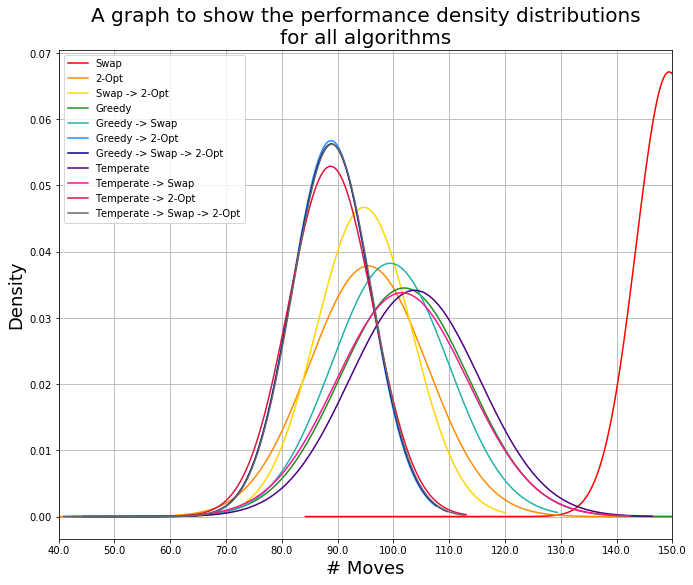 A graph to show the performance density distributions
for all algorithms
0.07
0.06
0.05
0.04
0.03
0.02
0.01
0.00
Density
Swap
2-Opt
Swap -> 2-Opt
Greedy
Greedy -> Swap
Greedy -> 2-Opt
Greedy -> Swap -> 2-Opt
Temperate
Temperate -> Swap
Temperate -> 2-Opt
Temperate -> Swap -> 2-Opt
40.0 50.0 60.0 70.0 80.0 90.0 100.0 110.0 120.0 130.0 140.0 150.0
# Moves